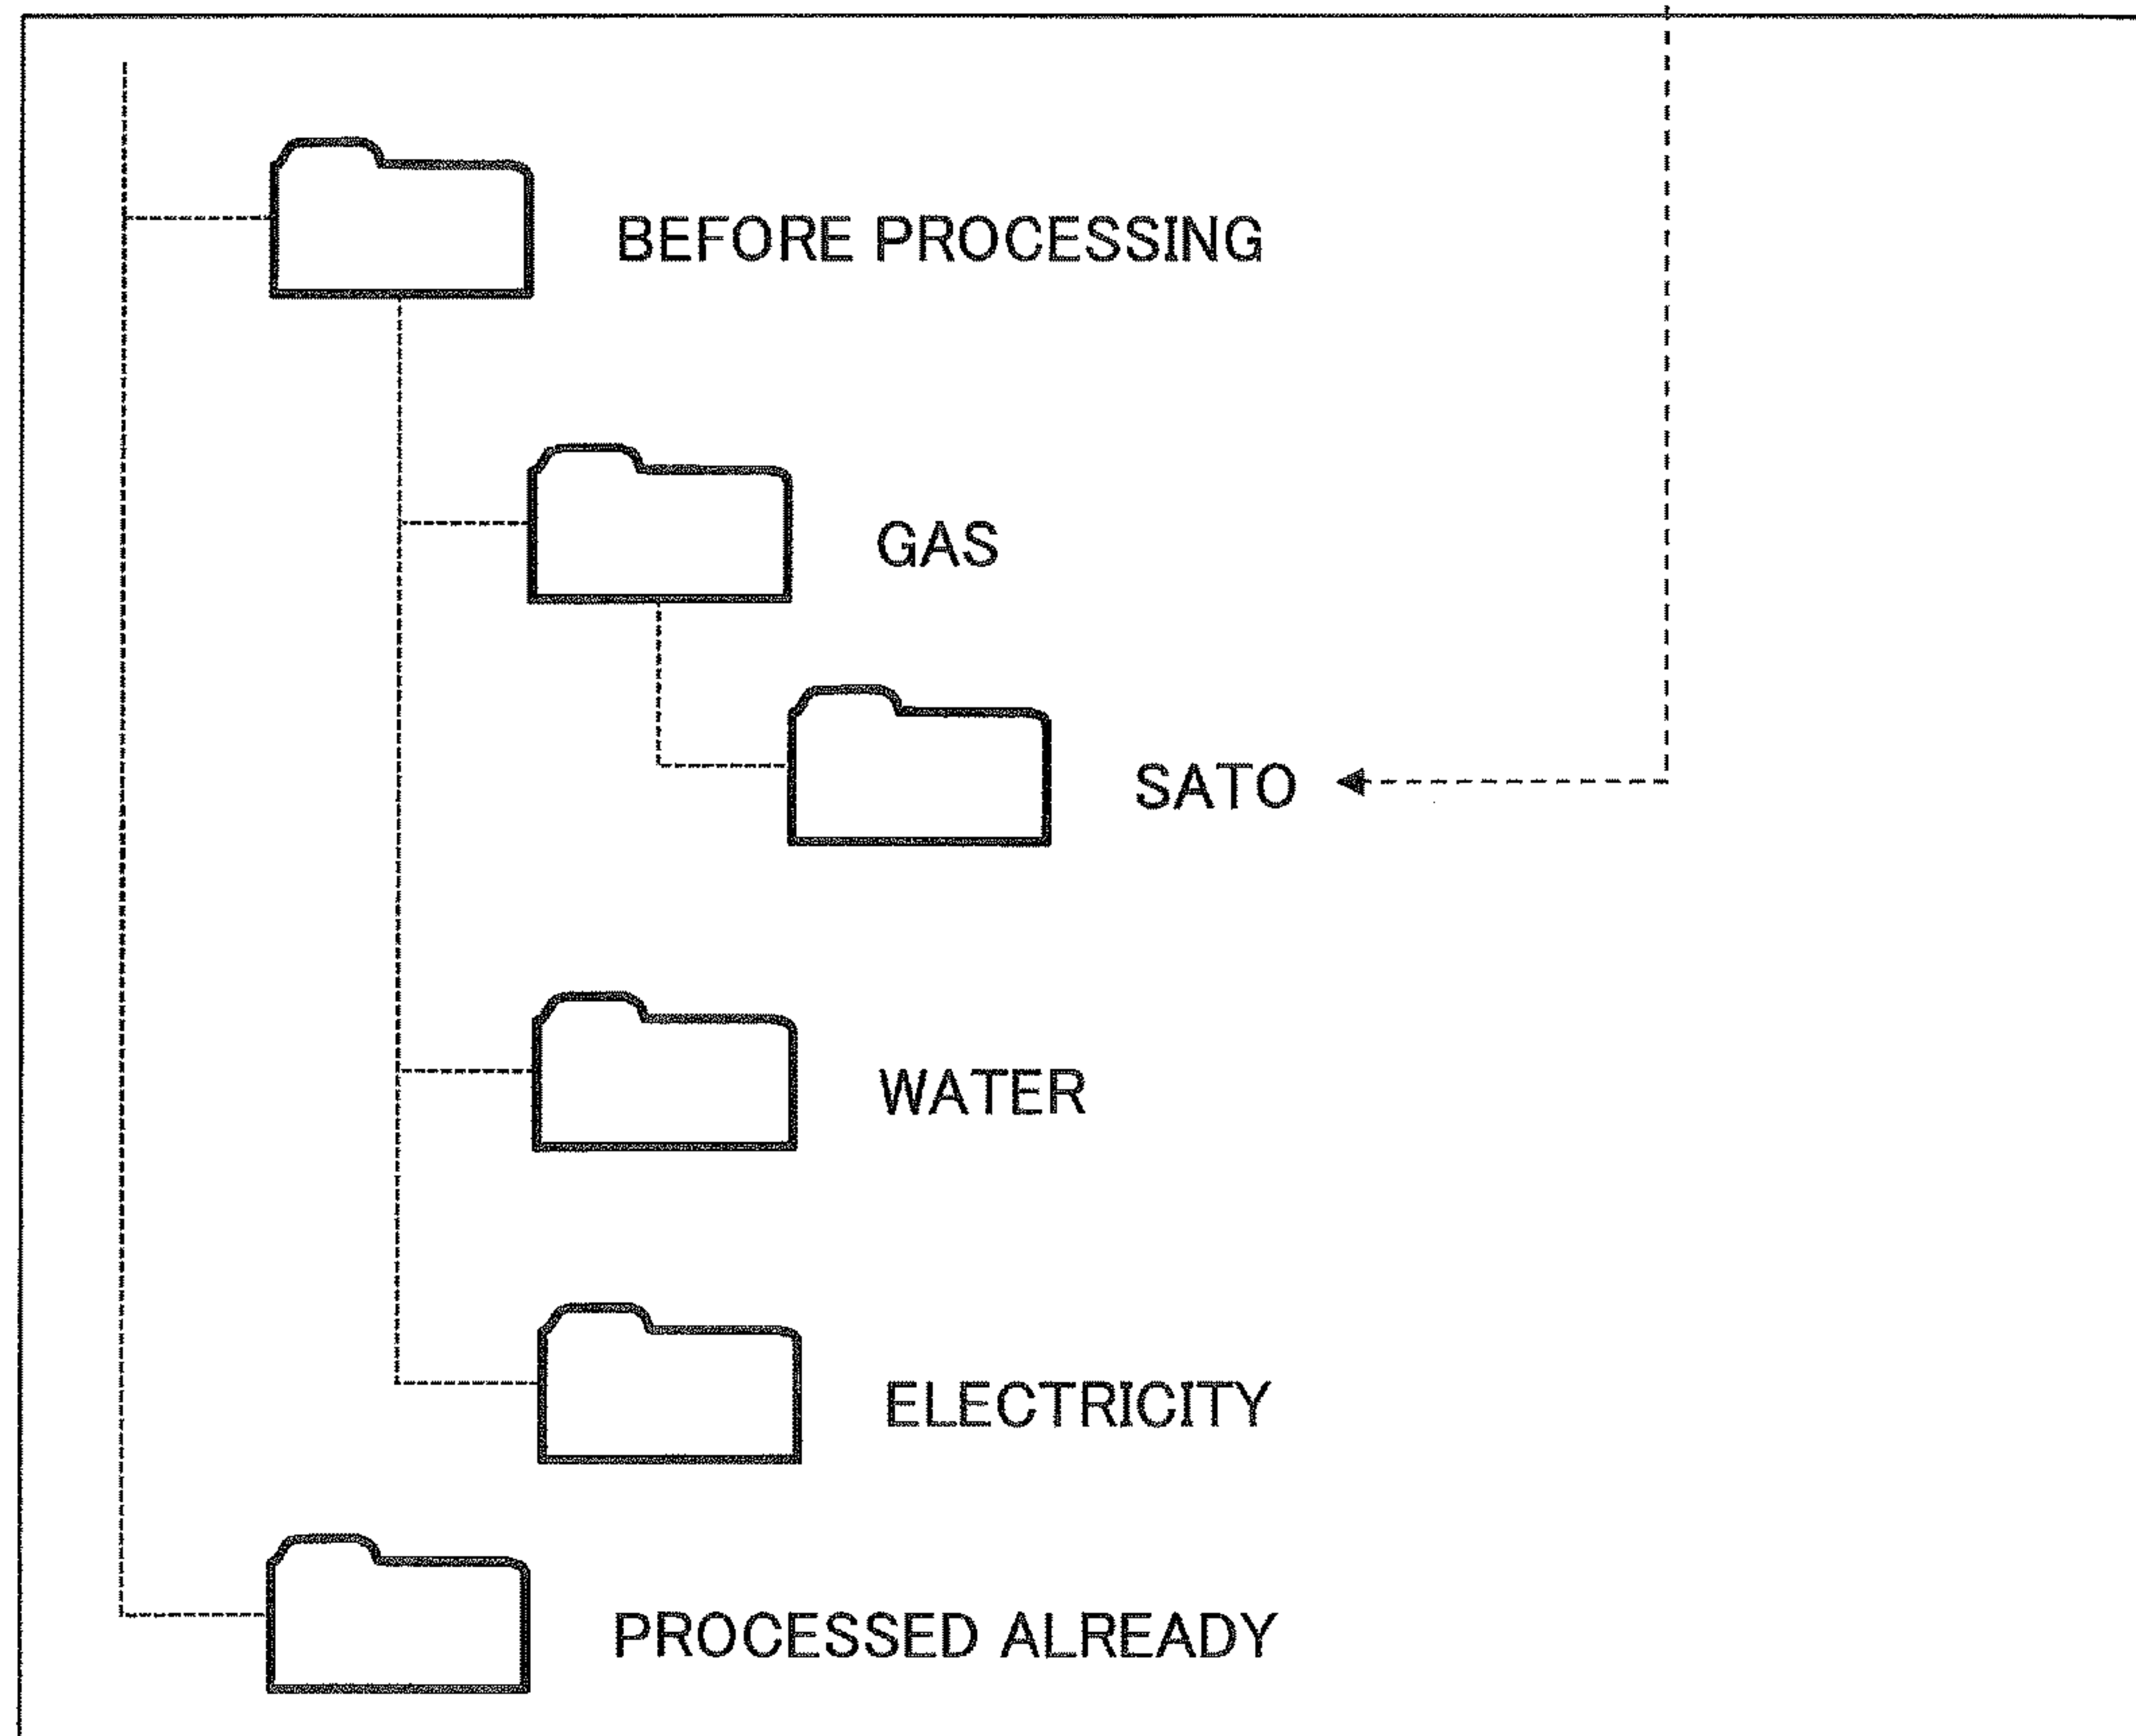 BEFORE PROCESSING
GAS
SATO
WATER
ELECTRICITY
PROCESSED ALREADY